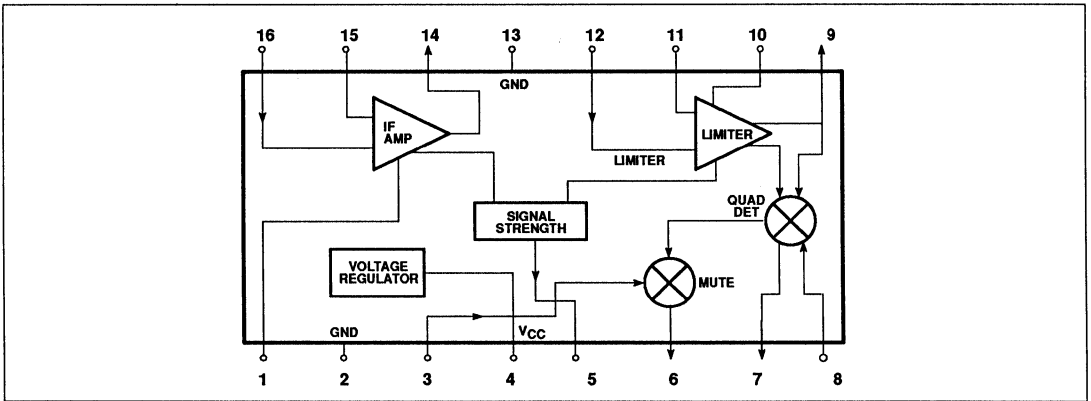 16 15 14 13 12 11 10 9
GND
IF
AMP
LIMITER
LIMITER
QUAD
DET
SIGNAL
STRENGTH
VOLTAGE
REGULATOR
MUTE
GND
VCC
1 2 3 4 5 6 7 8